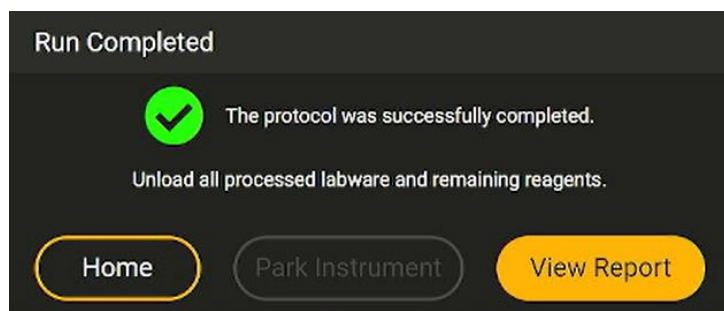 Run Completed
The protocol was successfully completed.
Unload all processed labware and remaining reagents.
Home
Park Instrument
View Report